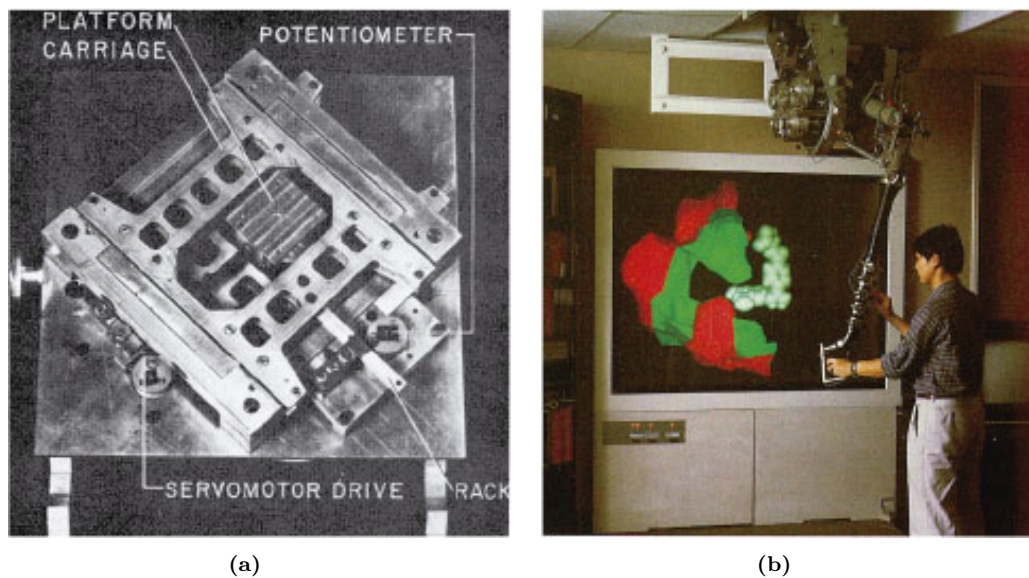 PLATFORM
CARRIAGE
POTENTIOMETER
SERVOMOTOR DRIVE
RACK
(a)
(b)